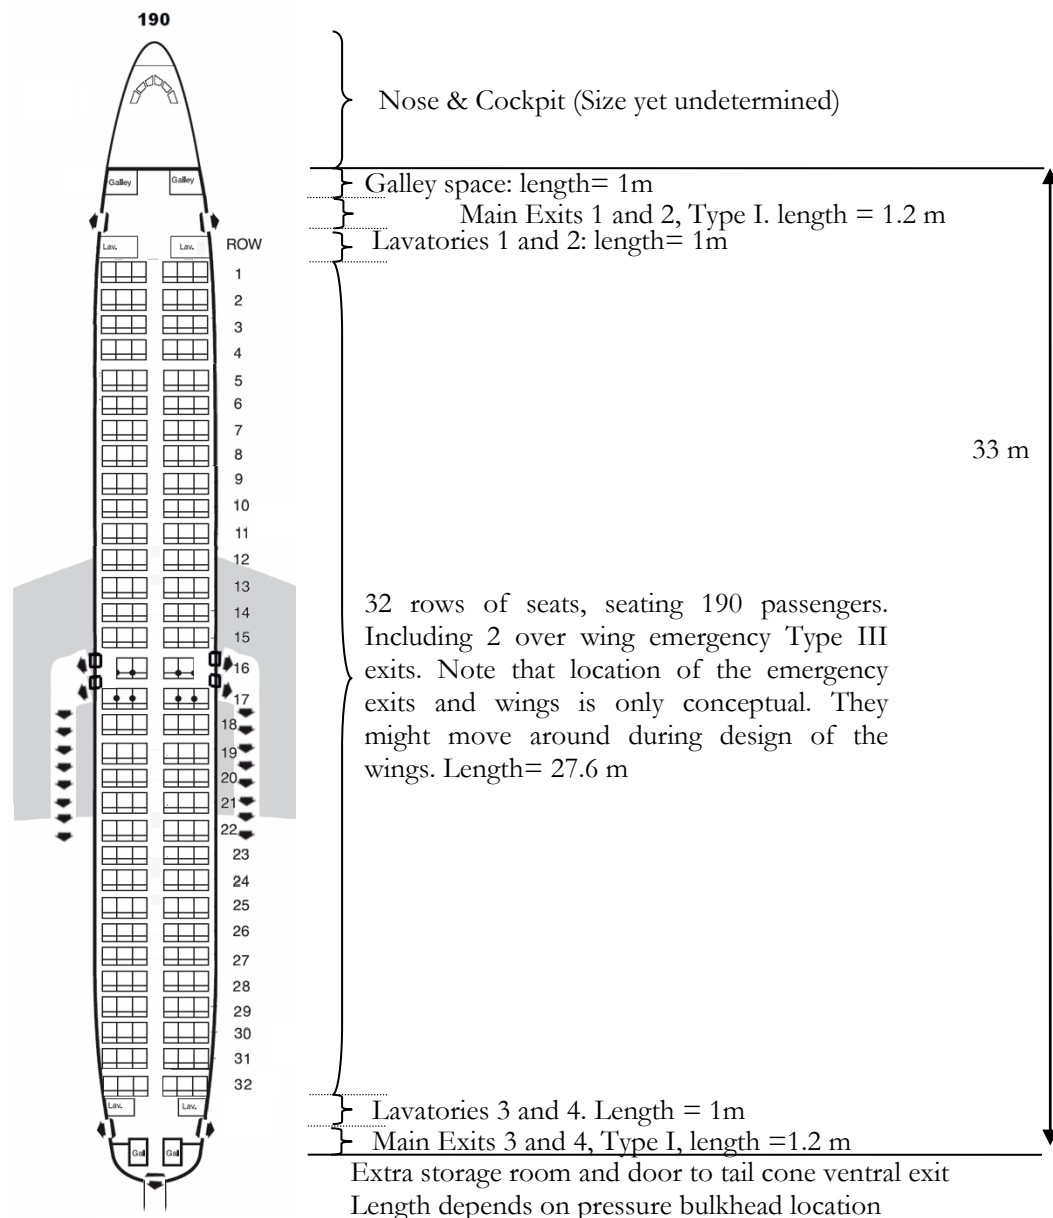 190
Nose & Cockpit (Size yet undetermined)
Galley
Galley
Galley space: length= 1m
Main Exits 1 and 2, Type I. length = 1.2 m
Lav.
Lav.
ROW
Lavatories 1 and 2: length= 1m
1
2
3
4
5
6
7
8
9
10
11
12
13
14
15
16
17
18
19
20
21
22
23
24
25
26
27
28
29
30
31
32
33 m
32 rows of seats, seating 190 passengers.
Including 2 over wing emergency Type III
exits. Note that location of the emergency
exits and wings is only conceptual. They
might move around during design of the
wings. Length= 27.6 m
Lav.
Lav.
Lavatories 3 and 4. Length = 1m
Main Exits 3 and 4, Type I, length =1.2 m
Gall
Gall
Extra storage room and door to tail cone ventral exit
Length depends on pressure bulkhead location